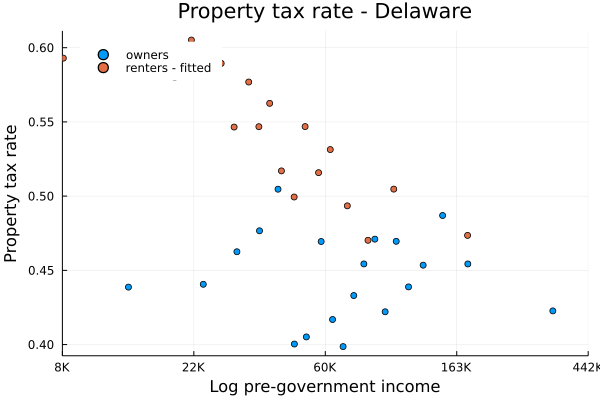 Property tax rate - Delaware
owners
renters - fitted
0.60
0.55
0.50
0.45
0.40
Property tax rate
8K
22K
60K
163K
442K
Log pre-government income